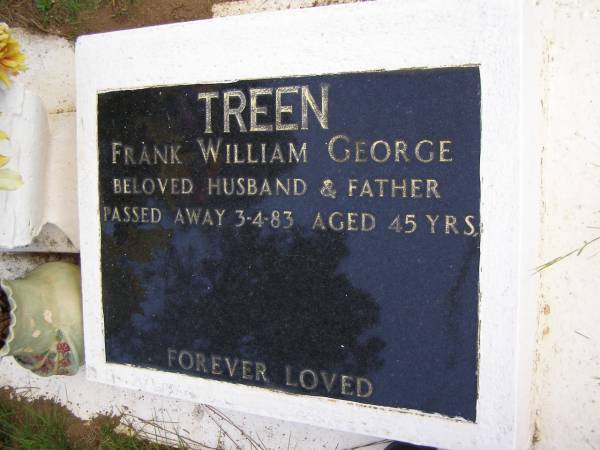 TREEN
FRANK WILLIAM GEORGE
BELOVED HUSBAND & FATHER
PASSED AWAY 3-4-83 AGED 45 YRS
FOREVER LOVED